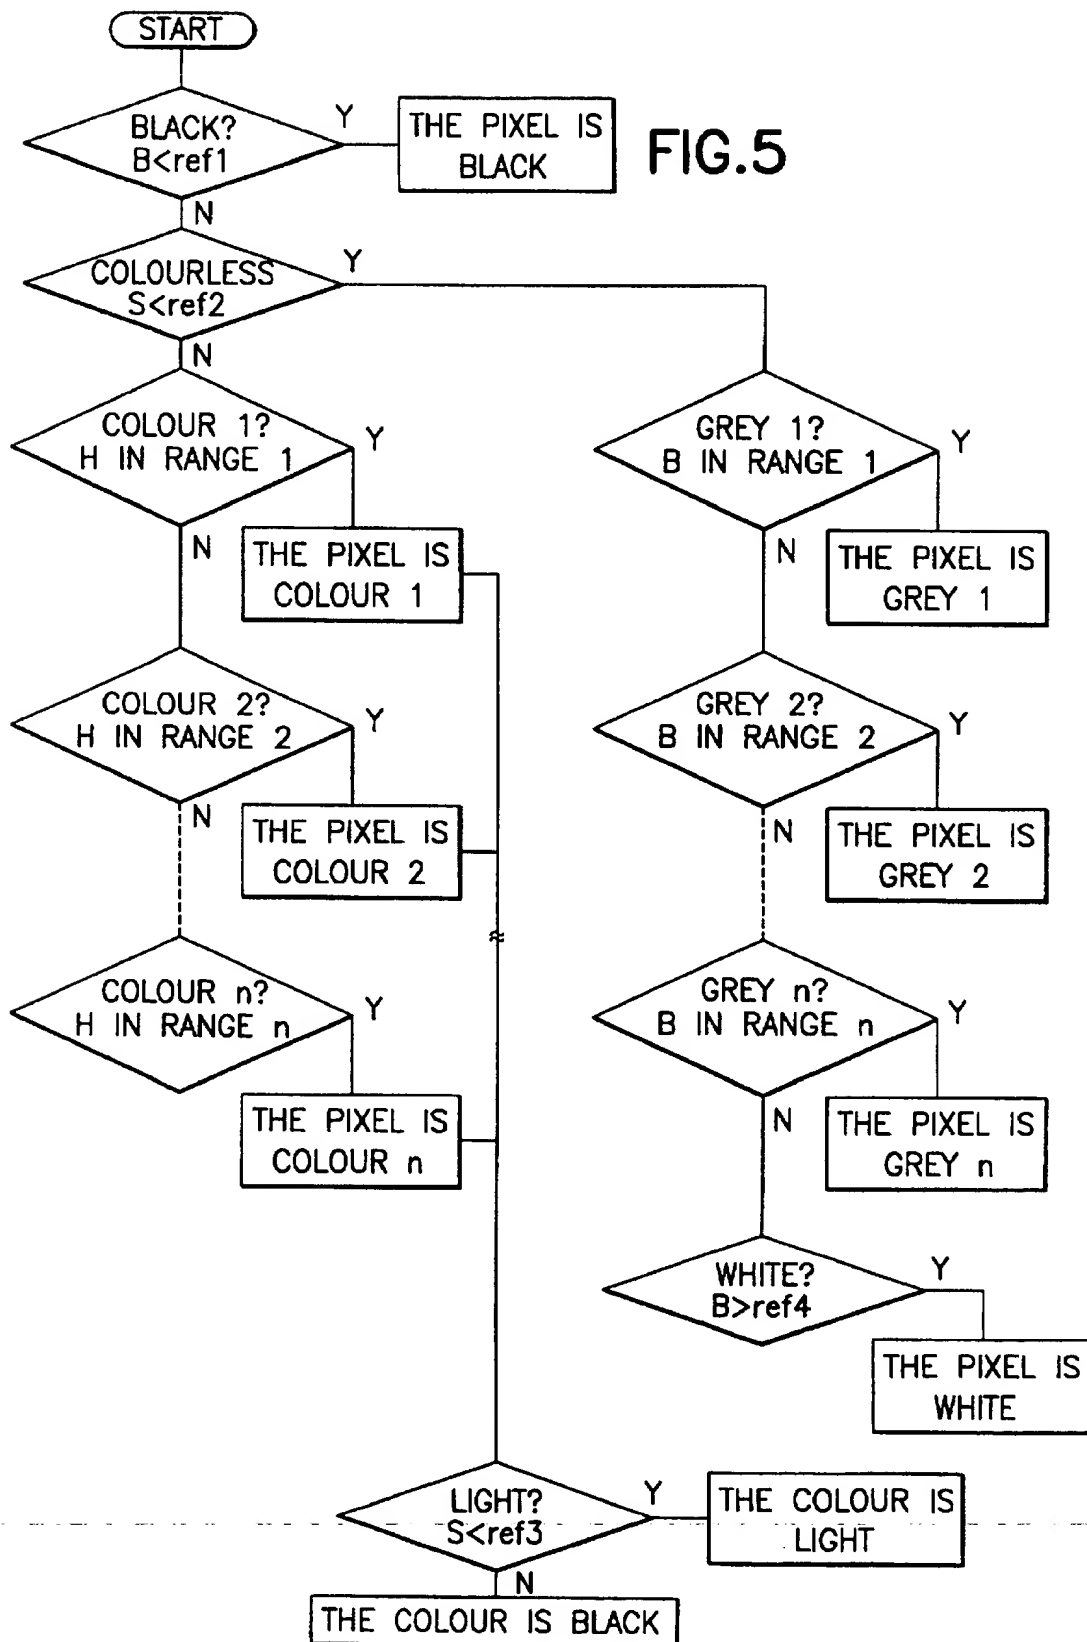 START
BLACK?
B<ref1
Y
THE PIXEL IS
BLACK
FIG.5
N
COLOURLESS
S<ref2
Y
N
COLOUR 1?
H IN RANGE 1
Y
N
THE PIXEL IS
COLOUR 1
GREY 1?
B IN RANGE 1
Y
N
THE PIXEL IS
GREY 1
COLOUR 2?
H IN RANGE 2
Y
N
THE PIXEL IS
COLOUR 2
GREY 2?
B IN RANGE 2
Y
N
THE PIXEL IS
GREY 2
COLOUR n?
H IN RANGE n
Y
THE PIXEL IS
COLOUR n
GREY n?
B IN RANGE n
Y
N
THE PIXEL IS
GREY n
WHITE?
B>ref4
Y
THE PIXEL IS
WHITE
LIGHT?
S<ref3
Y
THE COLOUR IS
LIGHT
N
THE COLOUR IS BLACK